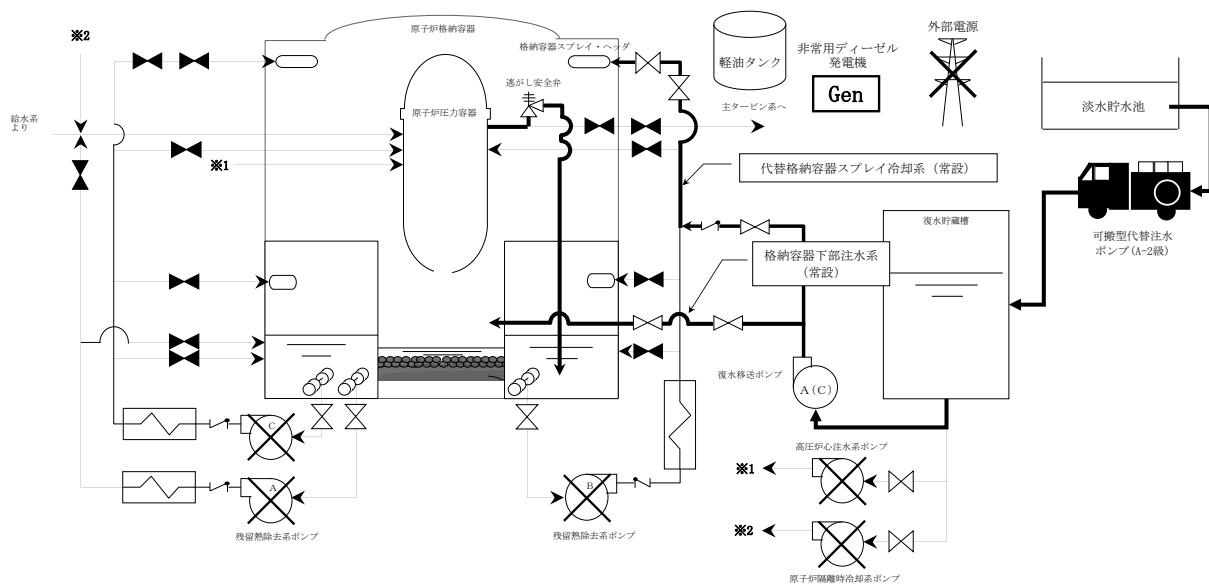 ※2
原子炉格納容器
格納容器スプレイ・ヘッダ
逃がし安全弁
軽油タンク
非常用ディーゼル
発電機
Gen
外部電源
淡水貯水池
給水系
より
原子炉圧力容器
主タービン系へ
※1
代替格納容器スプレイ冷却系（常設）
可搬型代替注水
ポンプ(A-2級)
復水貯蔵槽
格納容器下部注水系
（常設）
復水移送ポンプ
A(C)
C
A
B
残留熱除去系ポンプ
残留熱除去系ポンプ
高圧炉心注水系ポンプ
※1
※2
原子炉隔離時冷却系ポンプ